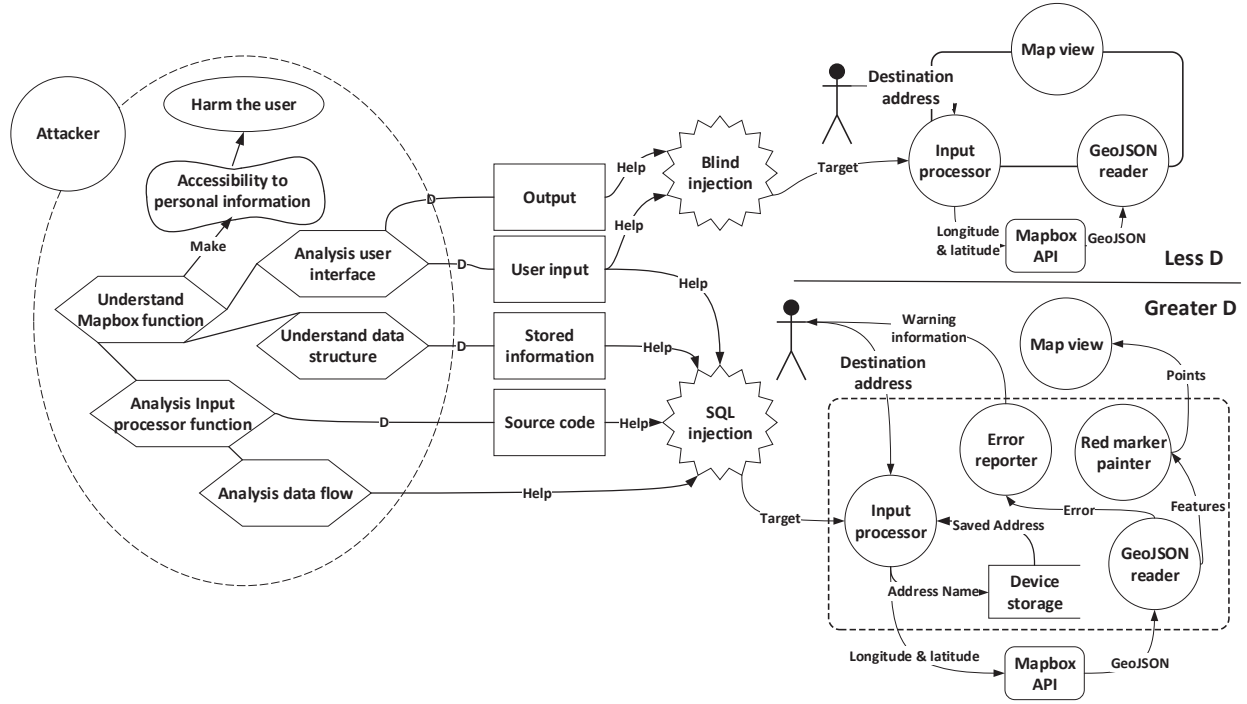 Attacker
Harm the user
Accessibility to
personal information
Make
Understand
Mapbox function
Analysis user
interface
Understand data
structure
Analysis Input
processor function
Analysis data flow
D
D
D
D
Output
User input
Stored
information
Source code
Help
Help
Help
Help
Help
Help
Blind
injection
SQL
injection
Target
Target
Destination
address
Map view
Input
processor
GeoJSON
reader
Longitude
& latitude
Mapbox
API
GeoJSON
Less D
Greater D
Warning
information
Destination
address
Map view
Points
Error
reporter
Red marker
painter
Input
processor
Saved Address
Error
Features
GeoJSON
reader
Address Name
Device
storage
Longitude & latitude
Mapbox
API
GeoJSON